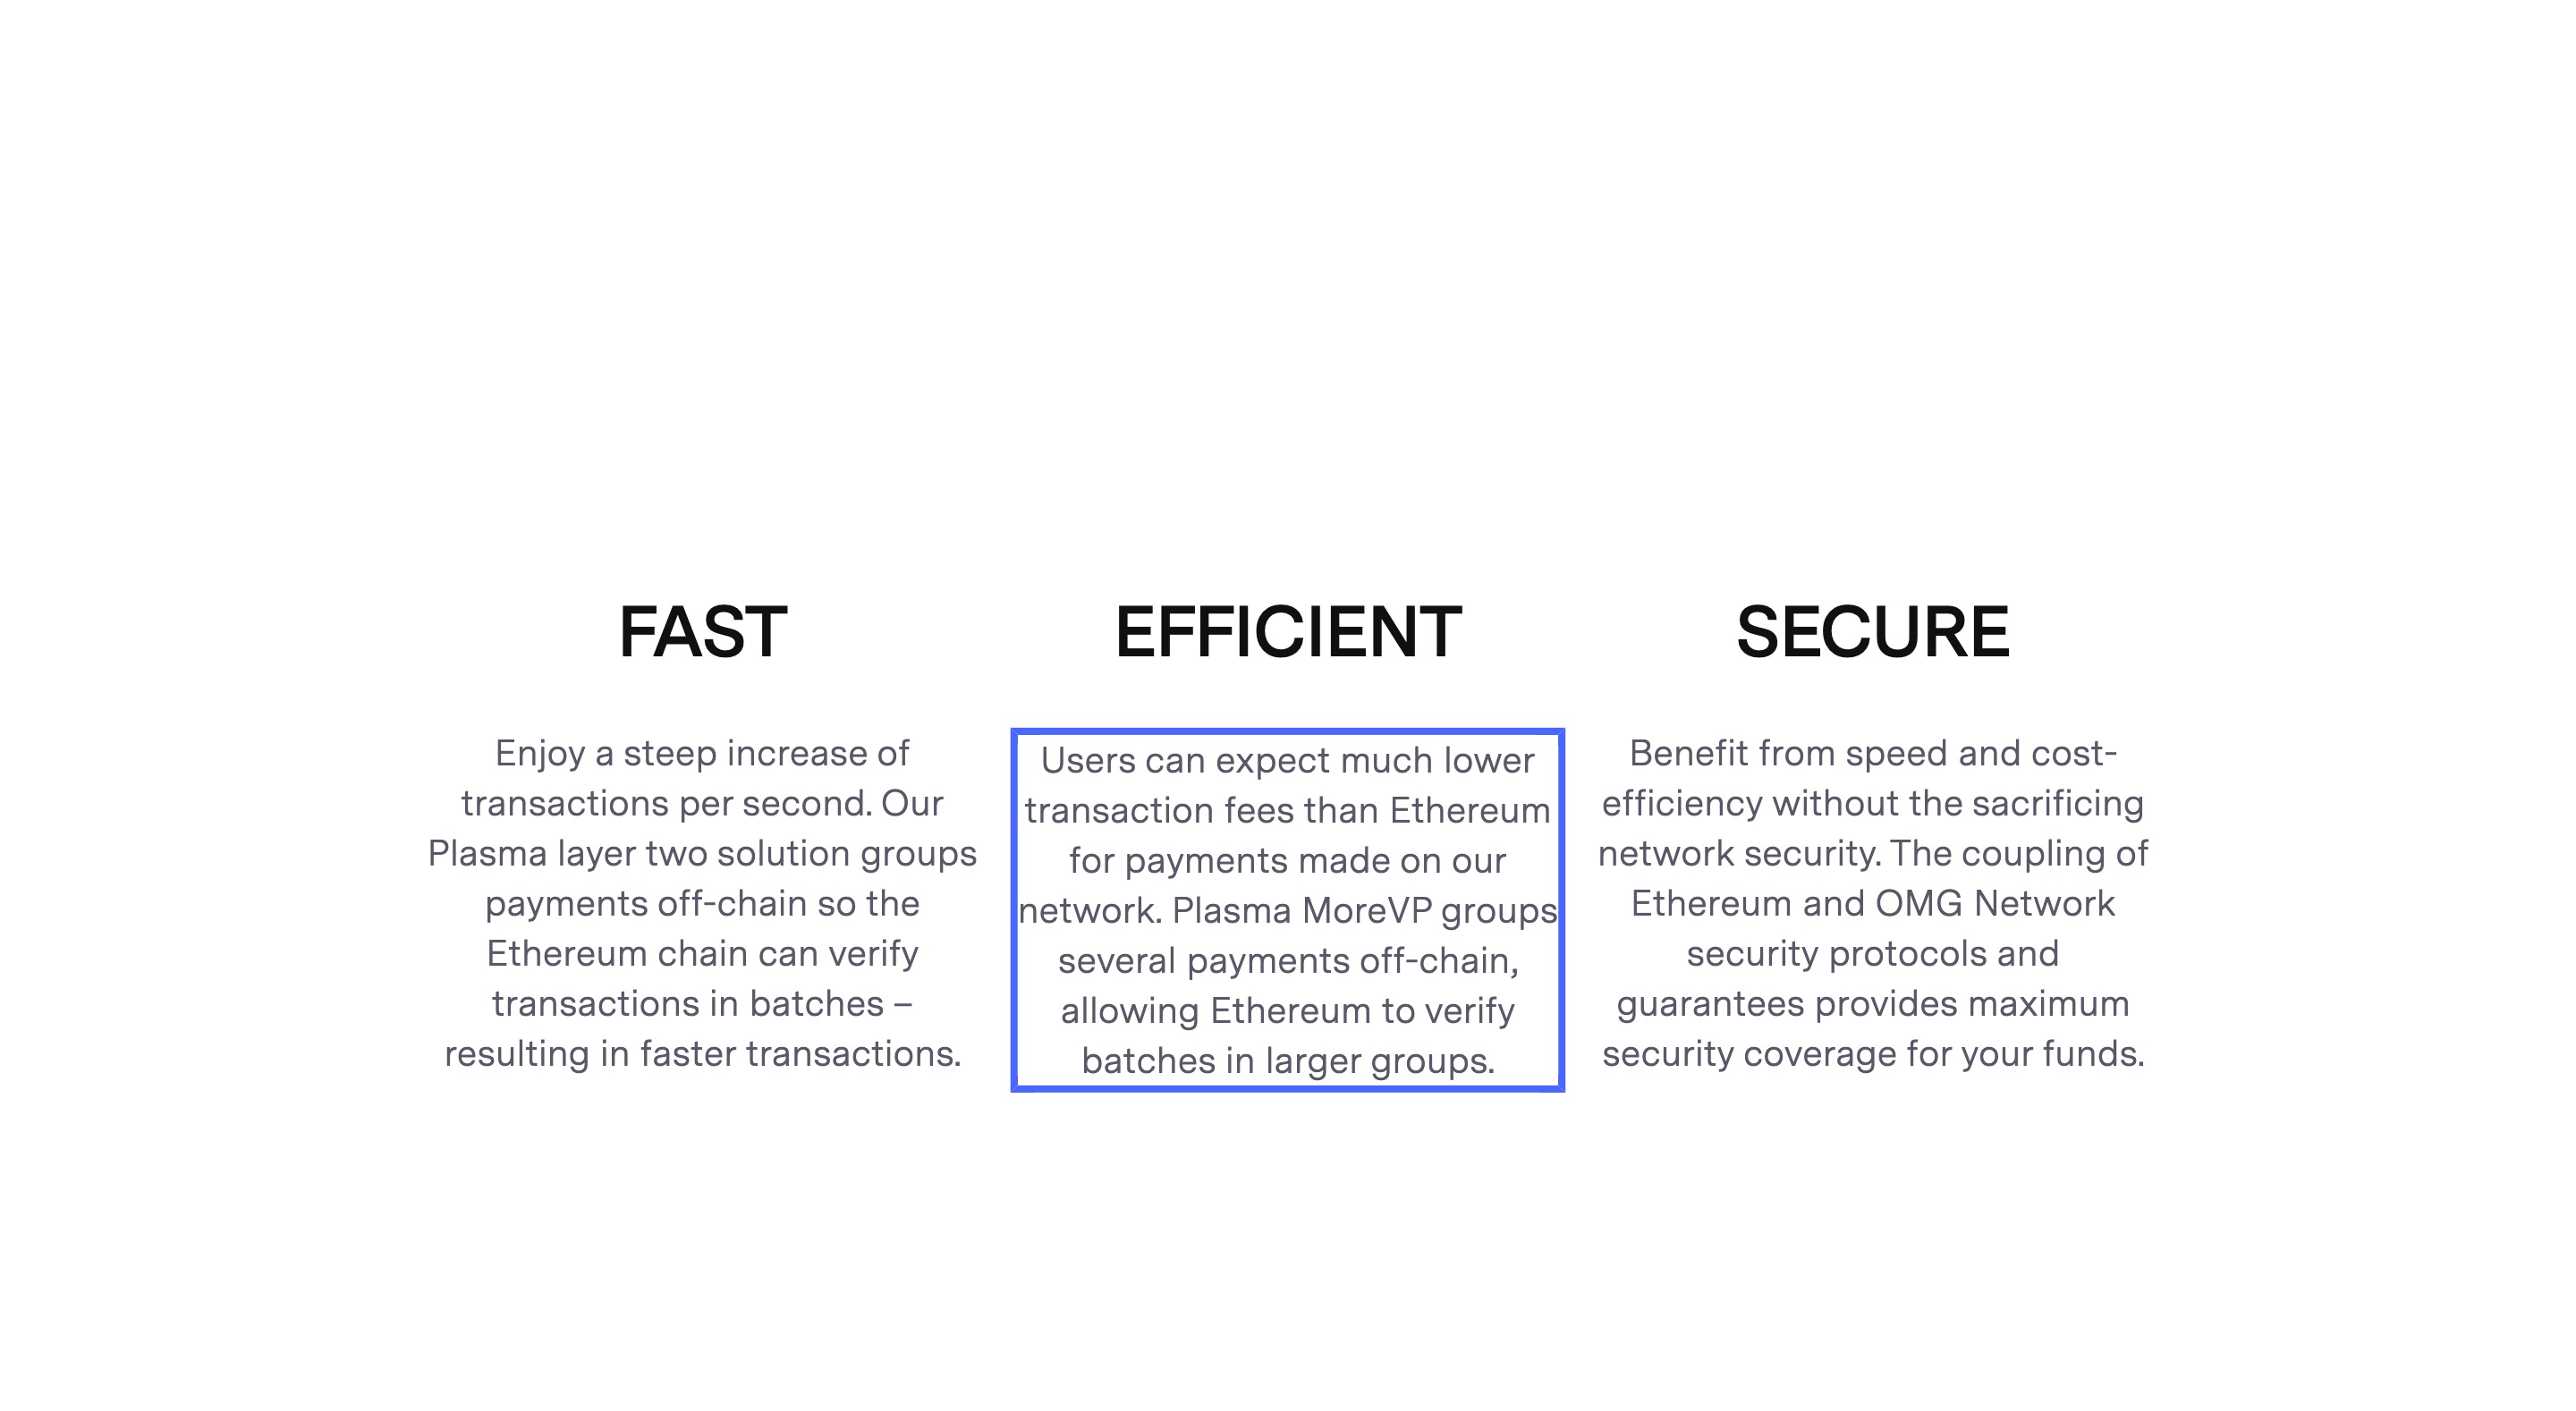 FAST
Enjoy a steep increase of
transactions per second. Our
Plasma layer two solution groups
payments off-chain so the
Ethereum chain can verify
transactions in batches –
resulting in faster transactions.
EFFICIENT
Users can expect much lower
transaction fees than Ethereum
for payments made on our
network. Plasma MoreVP groups
several payments off-chain,
allowing Ethereum to verify
batches in larger groups.
SECURE
Benefit from speed and cost-
efficiency without the sacrificing
network security. The coupling of
Ethereum and OMG Network
security protocols and
guarantees provides maximum
security coverage for your funds.